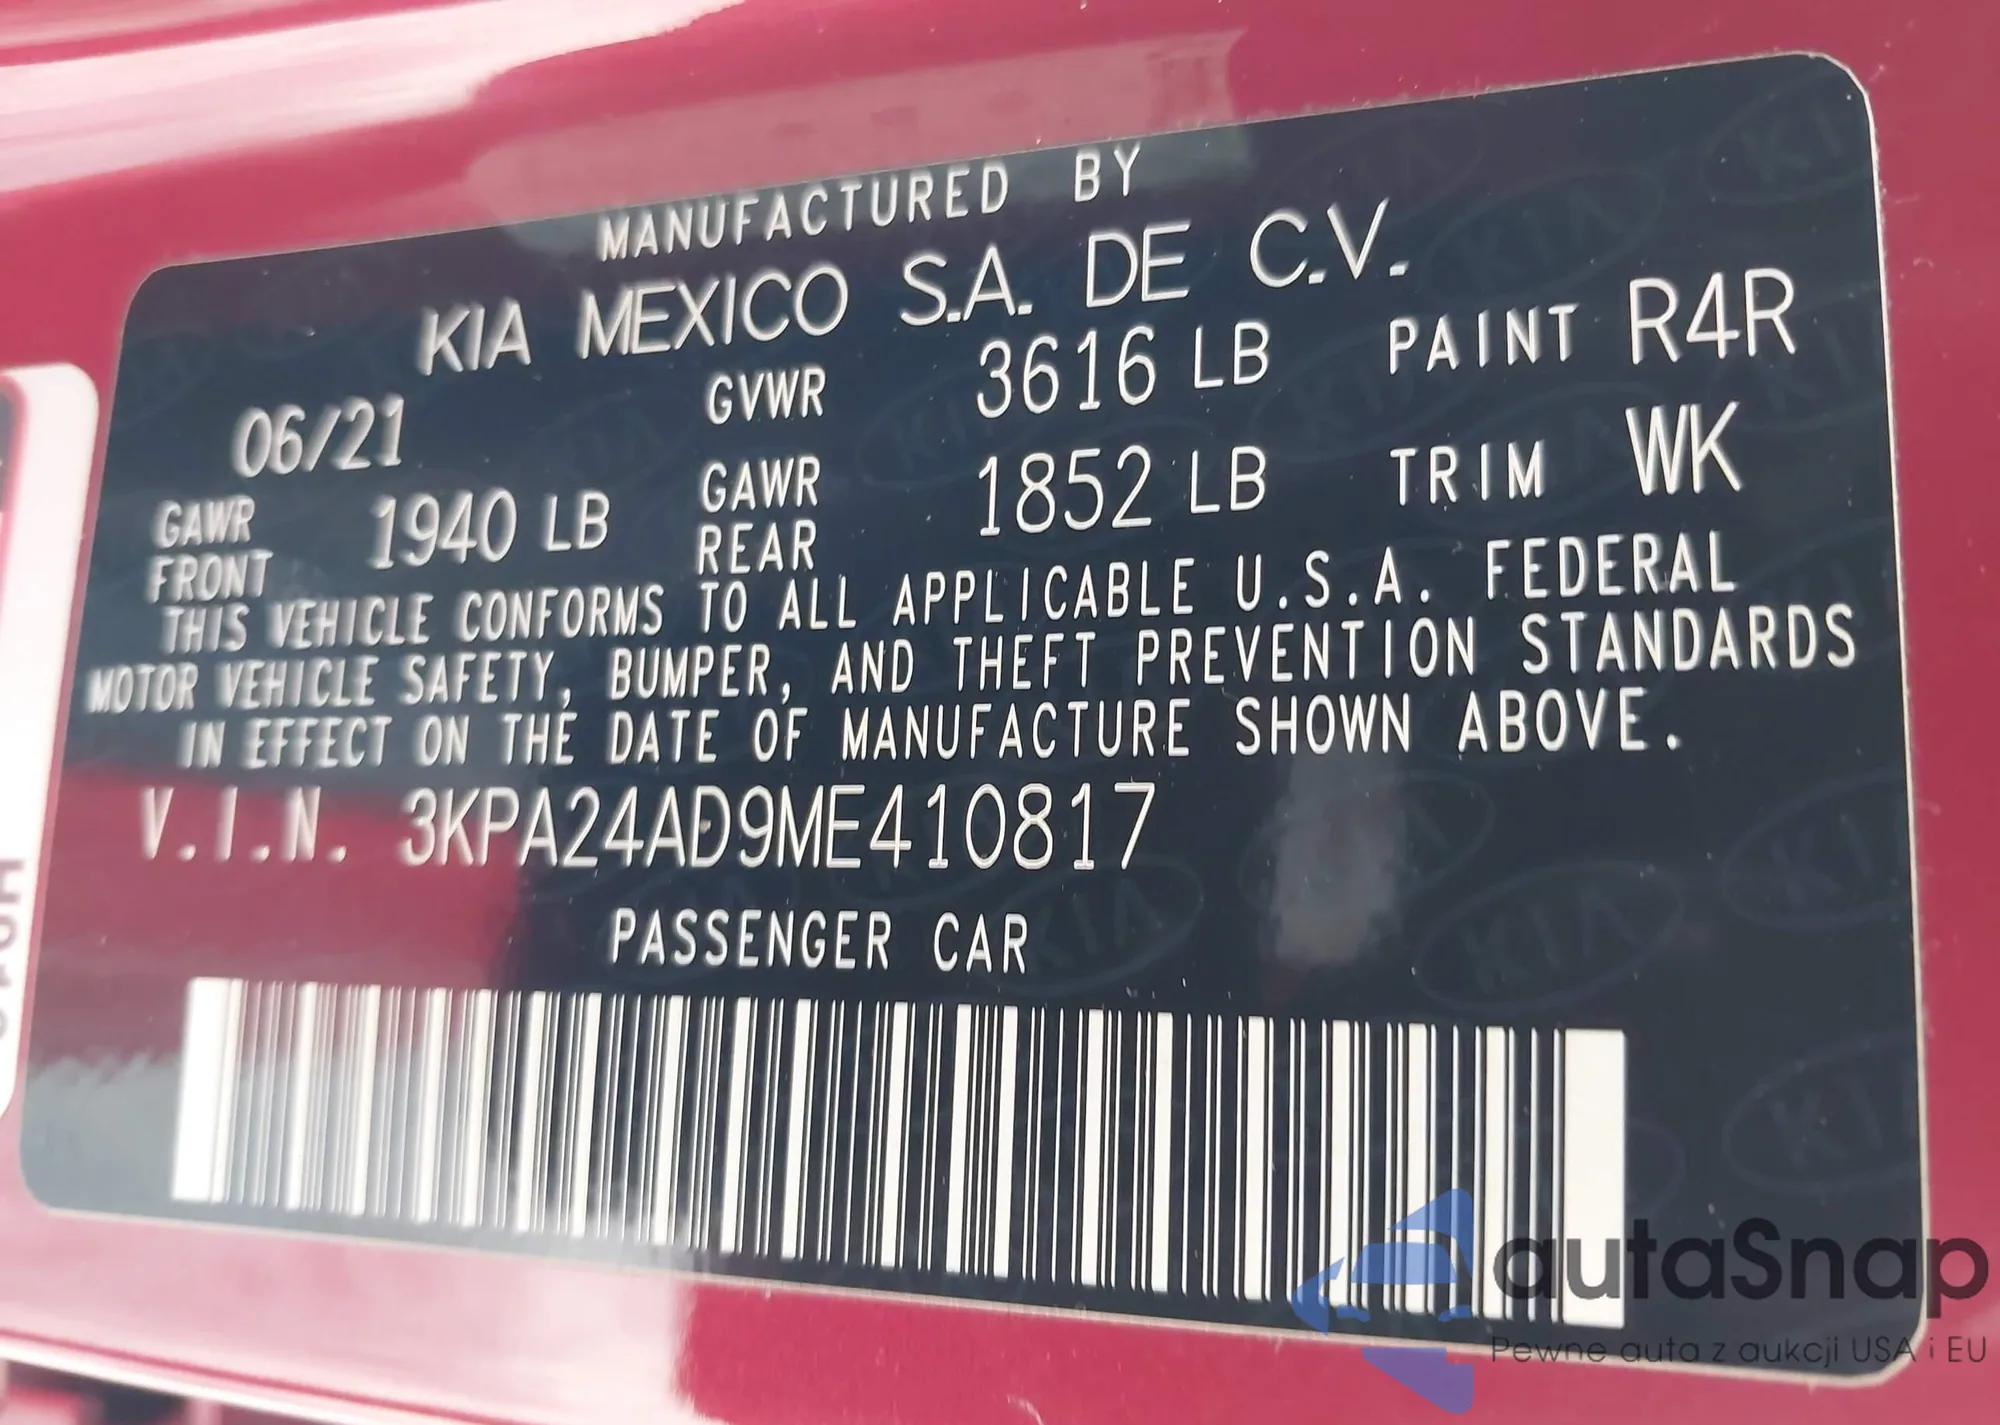 MANUFACTURED BY
KIA MEXICO S.A. DE C.V.
06/21 GVWR 3616 LB PAINT R4R
GAWR FRONT 1940 LB GAWR REAR 1852 LB TRIM WK
THIS VEHICLE CONFORMS TO ALL APPLICABLE U.S.A. FEDERAL
MOTOR VEHICLE SAFETY, BUMPER, AND THEFT PREVENTION STANDARDS
IN EFFECT ON THE DATE OF MANUFACTURE SHOWN ABOVE.
V.I.N. 3KPA24AD9ME410817
PASSENGER CAR
autaSnap
Pewne auta z aukcji USA i EU